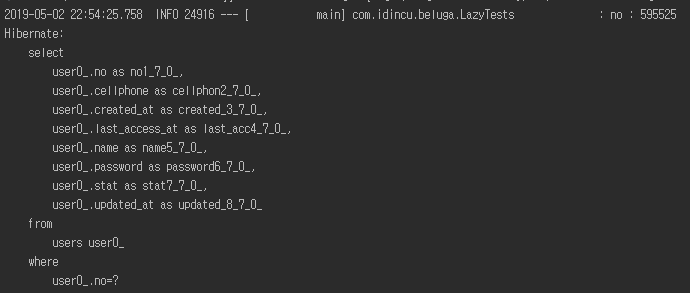 2019-05-02 22:54:25.758  INFO 24916 --- [           main] com.idincu.beluga.LazyTests              : no : 595525
Hibernate:
    select
        user0_.no as no1_7_0_,
        user0_.cellphone as cellphon2_7_0_,
        user0_.created_at as created_3_7_0_,
        user0_.last_access_at as last_acc4_7_0_,
        user0_.name as name5_7_0_,
        user0_.password as password6_7_0_,
        user0_.stat as stat7_7_0_,
        user0_.updated_at as updated_8_7_0_
    from
        users user0_
    where
        user0_.no=?